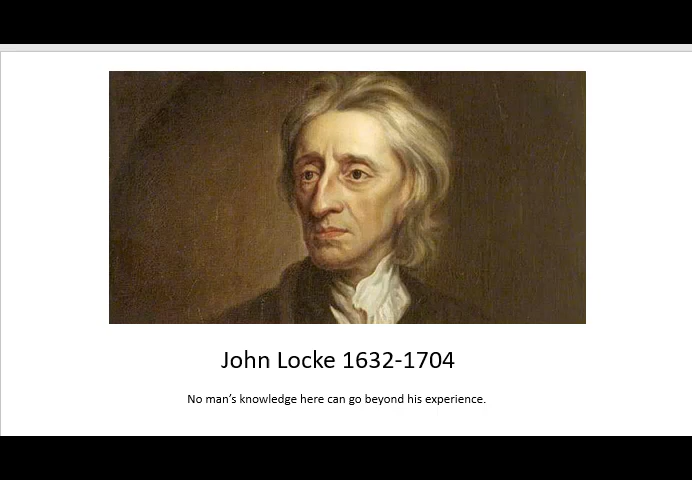 John Locke 1632-1704
No man’s knowledge here can go beyond his experience.